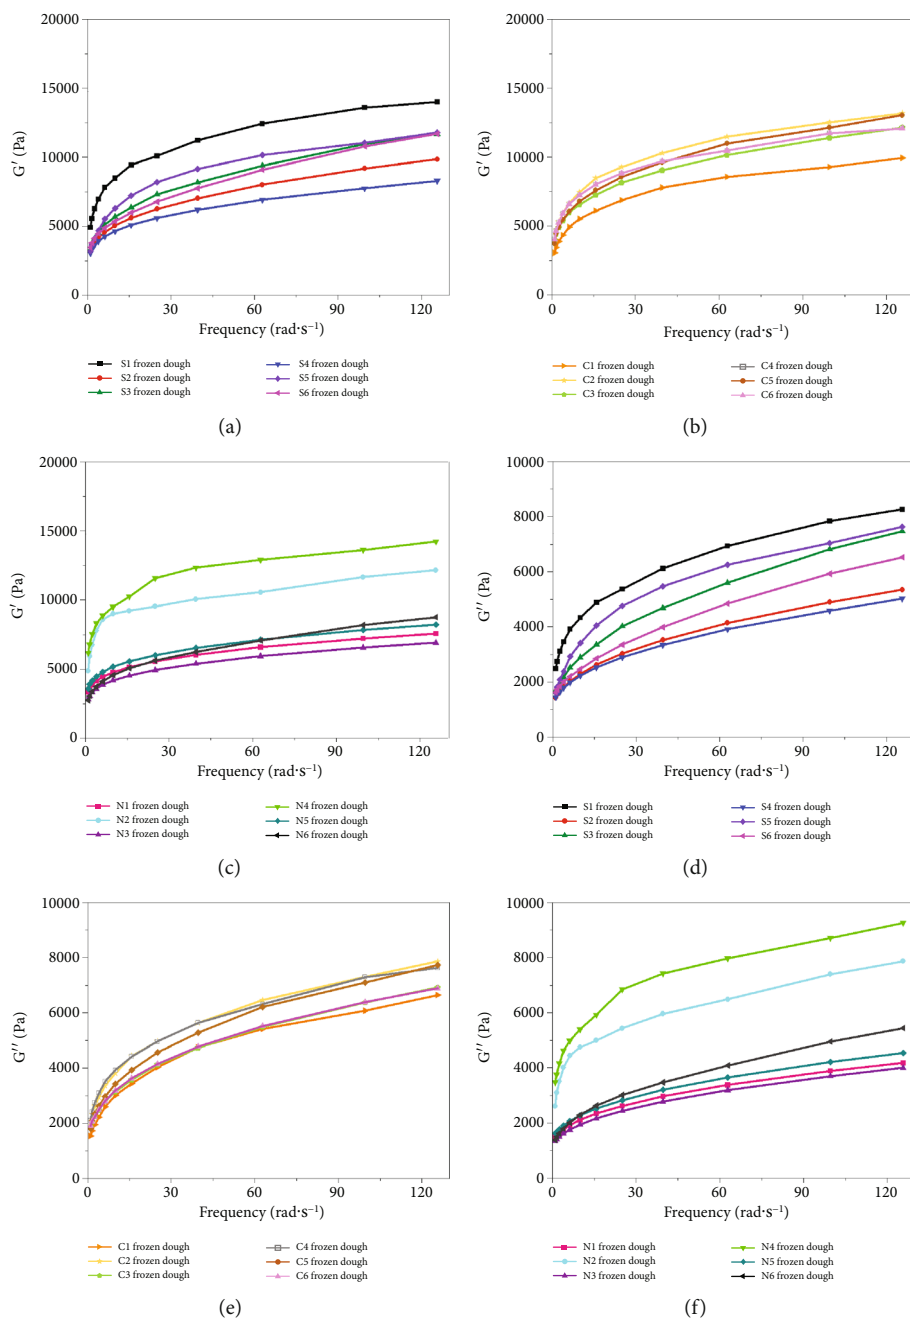 20000
15000
10000
5000
0
G′ (Pa)
0 30 60 90 120
Frequency (rad·s−1)
S1 frozen dough S4 frozen dough
S2 frozen dough S5 frozen dough
S3 frozen dough S6 frozen dough
(a)
20000
15000
10000
5000
0
G′ (Pa)
0 30 60 90 120
Frequency (rad·s−1)
C1 frozen dough C4 frozen dough
C2 frozen dough C5 frozen dough
C3 frozen dough C6 frozen dough
(b)
20000
15000
10000
5000
0
G′ (Pa)
0 30 60 90 120
Frequency (rad·s−1)
N1 frozen dough N4 frozen dough
N2 frozen dough N5 frozen dough
N3 frozen dough N6 frozen dough
(c)
10000
8000
6000
4000
2000
0
G′′ (Pa)
0 30 60 90 120
Frequency (rad·s−1)
S1 frozen dough S4 frozen dough
S2 frozen dough S5 frozen dough
S3 frozen dough S6 frozen dough
(d)
10000
8000
6000
4000
2000
0
G′′ (Pa)
0 30 60 90 120
Frequency (rad·s−1)
C1 frozen dough C4 frozen dough
C2 frozen dough C5 frozen dough
C3 frozen dough C6 frozen dough
(e)
10000
8000
6000
4000
2000
0
G′′ (Pa)
0 30 60 90 120
Frequency (rad·s−1)
N1 frozen dough N4 frozen dough
N2 frozen dough N5 frozen dough
N3 frozen dough N6 frozen dough
(f)